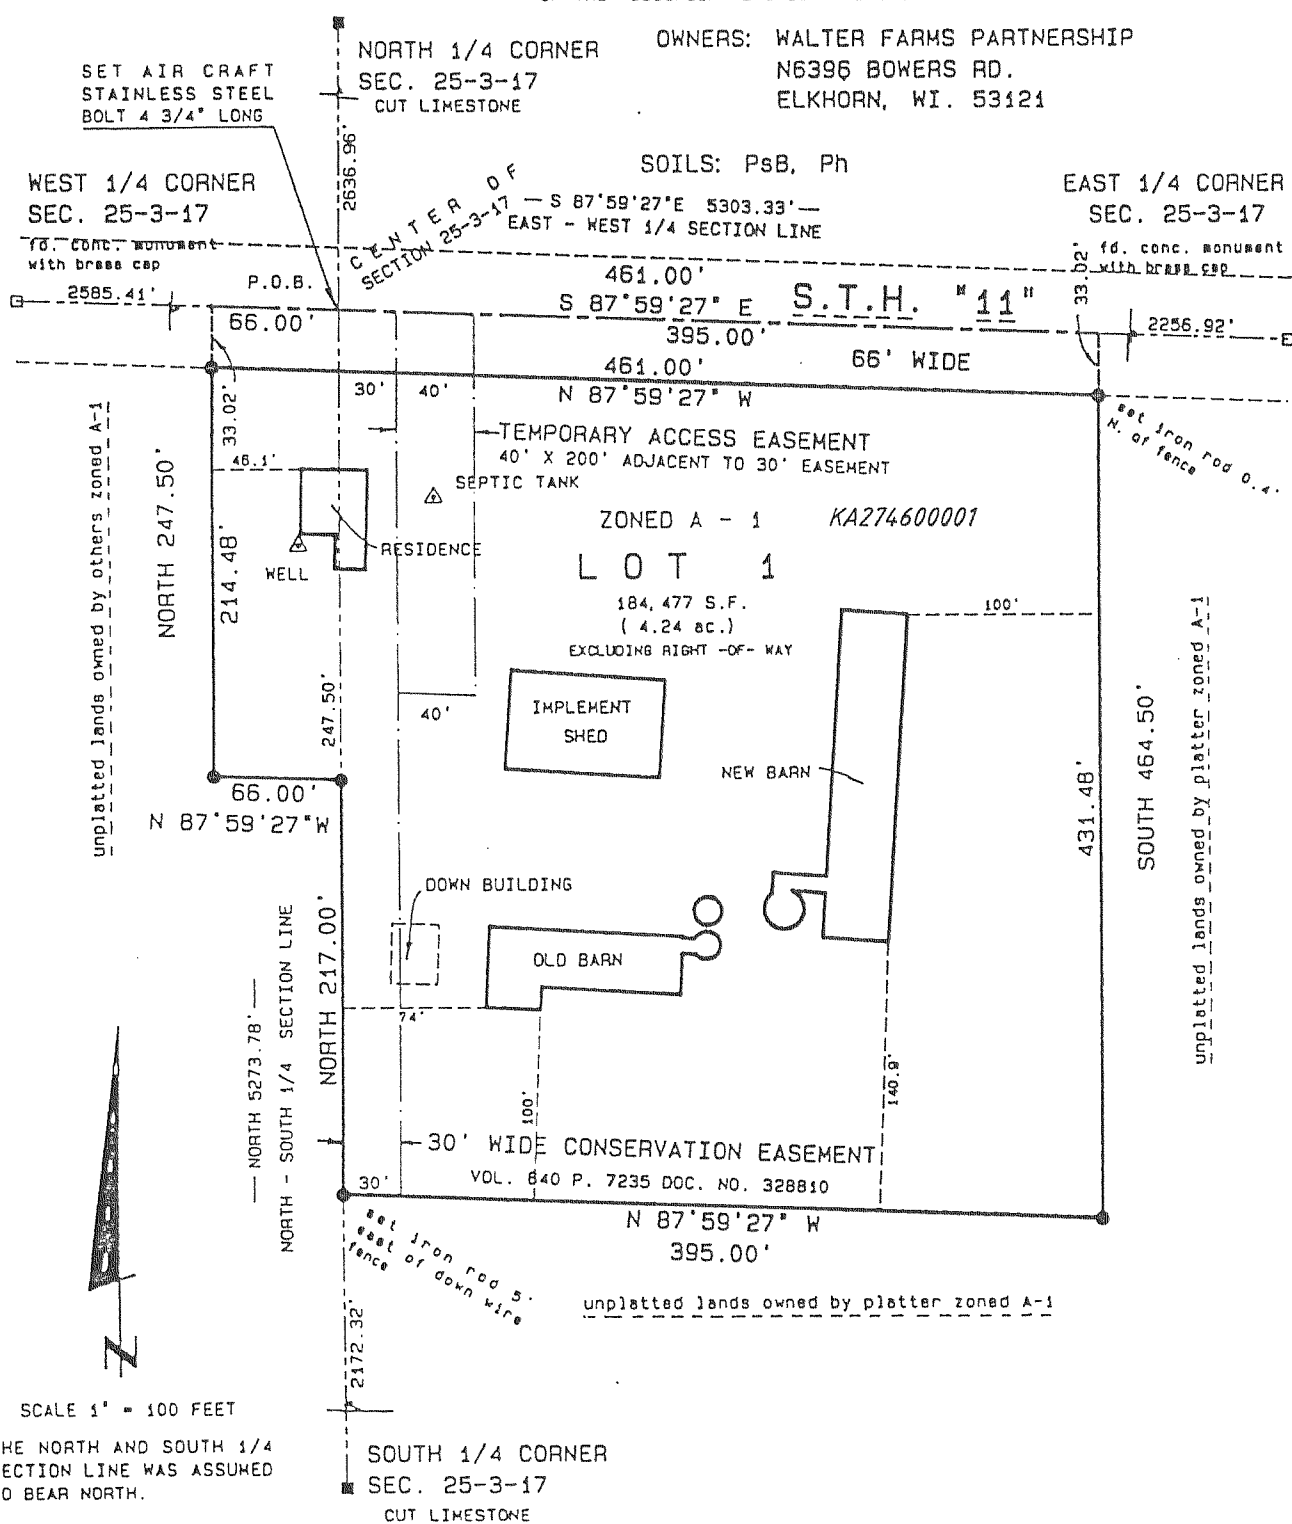 OWNERS: WALTER FARMS PARTNERSHIP
N6396 BOWERS RD.
ELKHORN, WI. 53121
NORTH 1/4 CORNER
SEC. 25-3-17
CUT LIMESTONE
SET AIR CRAFT
STAINLESS STEEL
BOLT 4 3/4" LONG
2636.96'
SOILS: PsB, Ph
WEST 1/4 CORNER
SEC. 25-3-17
fd. conc. monument
with brass cap
CENTER OF
SECTION 25-3-17
S 87°59'27"E 5303.33'
EAST - WEST 1/4 SECTION LINE
EAST 1/4 CORNER
SEC. 25-3-17
fd. conc. monument
with brass cap
2585.41'
P.O.B.
66.00'
461.00'
S 87°59'27" E
S.T.H. "11"
33.02'
2256.92'
395.00'
461.00'
66' WIDE
N 87°59'27" W
30'
40'
33.02'
set iron rod 0.4'
N. of fence
TEMPORARY ACCESS EASEMENT
40' X 200' ADJACENT TO 30' EASEMENT
46.1'
SEPTIC TANK
unplatted lands owned by others zoned A-1
NORTH 247.50'
214.48'
RESIDENCE
WELL
ZONED A - 1
KA274600001
LOT 1
184,477 S.F.
( 4.24 ac.)
EXCLUDING RIGHT -OF- WAY
100'
247.50'
40'
IMPLEMENT
SHED
NEW BARN
431.48'
SOUTH 464.50'
unplatted lands owned by platter zoned A-1
66.00'
N 87°59'27"W
DOWN BUILDING
OLD BARN
74'
NORTH 5273.78'
NORTH - SOUTH 1/4 SECTION LINE
NORTH 217.00'
100'
140.9'
30' WIDE CONSERVATION EASEMENT
VOL. 640 P. 7235 DOC. NO. 328810
30'
N 87°59'27" W
395.00'
set iron rod 5'
east of down wire
fence
unplatted lands owned by platter zoned A-1
2172.32'
N
SCALE 1" = 100 FEET
HE NORTH AND SOUTH 1/4
ECTION LINE WAS ASSUMED
O BEAR NORTH.
SOUTH 1/4 CORNER
SEC. 25-3-17
CUT LIMESTONE